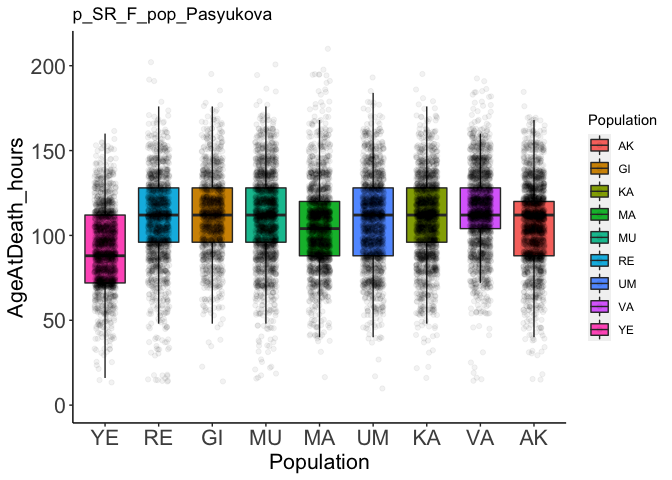 p_SR_F_pop_Pasyukova
AgeAtDeath_hours
200
150
100
50
0
YE RE GI MU MA UM KA VA AK
Population
Population
AK
GI
KA
MA
MU
RE
UM
VA
YE